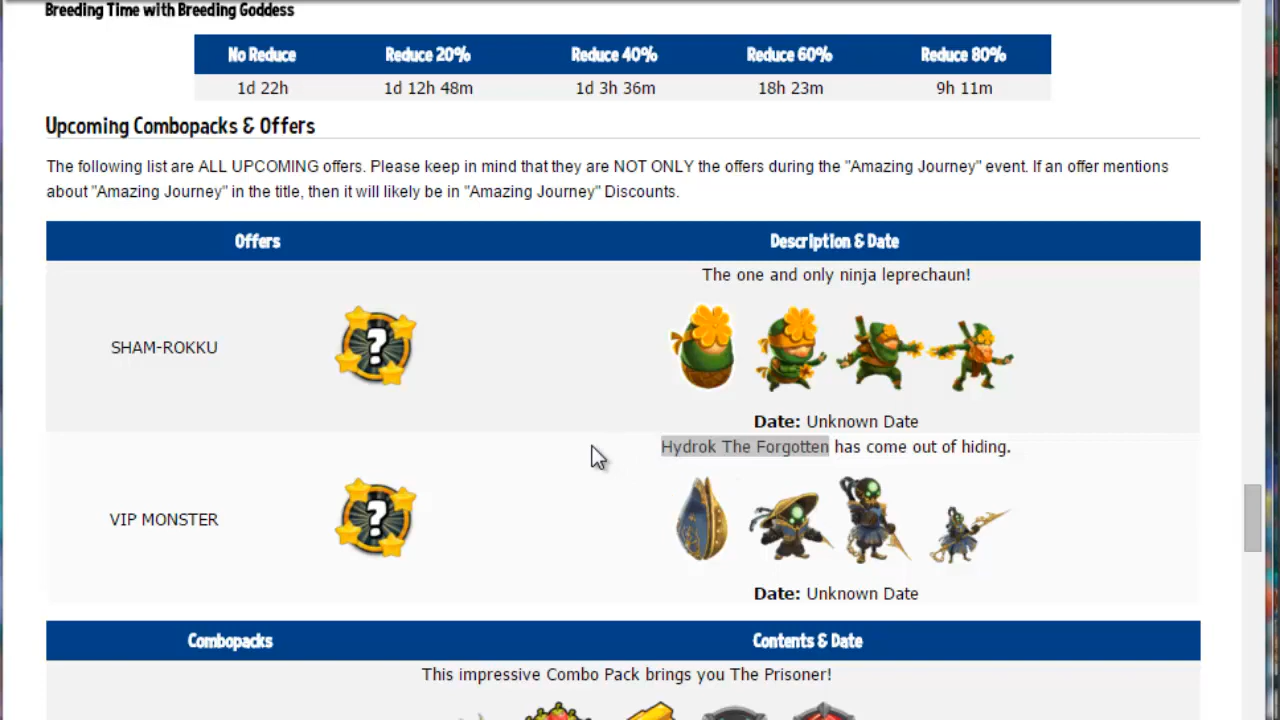 Breeding Time with Breeding Goddess
No Reduce Reduce 20% Reduce 40% Reduce 60% Reduce 80%
1d 22h 1d 12h 48m 1d 3h 36m 18h 23m 9h 11m
Upcoming Combopacks & Offers
The following list are ALL UPCOMING offers. Please keep in mind that they are NOT ONLY the offers during the "Amazing Journey" event. If an offer mentions
about "Amazing Journey" in the title, then it will likely be in "Amazing Journey" Discounts.
Offers Description & Date
The one and only ninja leprechaun!
SHAM-ROKKU ?
Date: Unknown Date
Hydrok The Forgotten has come out of hiding.
VIP MONSTER ?
Date: Unknown Date
Combopacks Contents & Date
This impressive Combo Pack brings you The Prisoner!